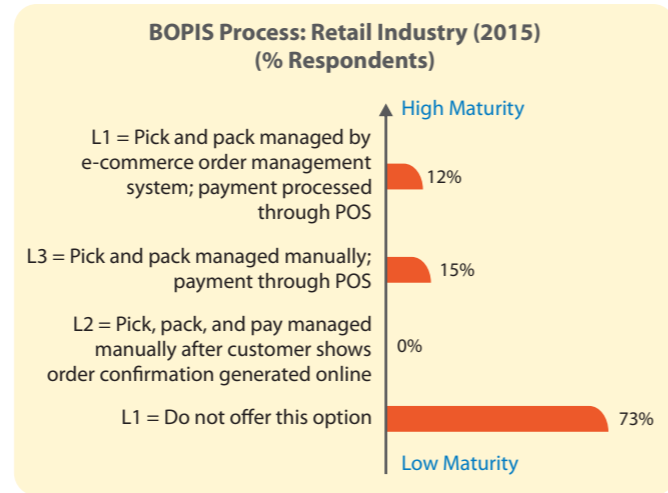 BOPIS Process: Retail Industry (2015)
(% Respondents)
High Maturity
L1 = Pick and pack managed by
e-commerce order management
system; payment processed
through POS
12%
L3 = Pick and pack managed manually;
payment through POS
15%
L2 = Pick, pack, and pay managed
manually after customer shows
order confirmation generated online
0%
L1 = Do not offer this option
73%
Low Maturity